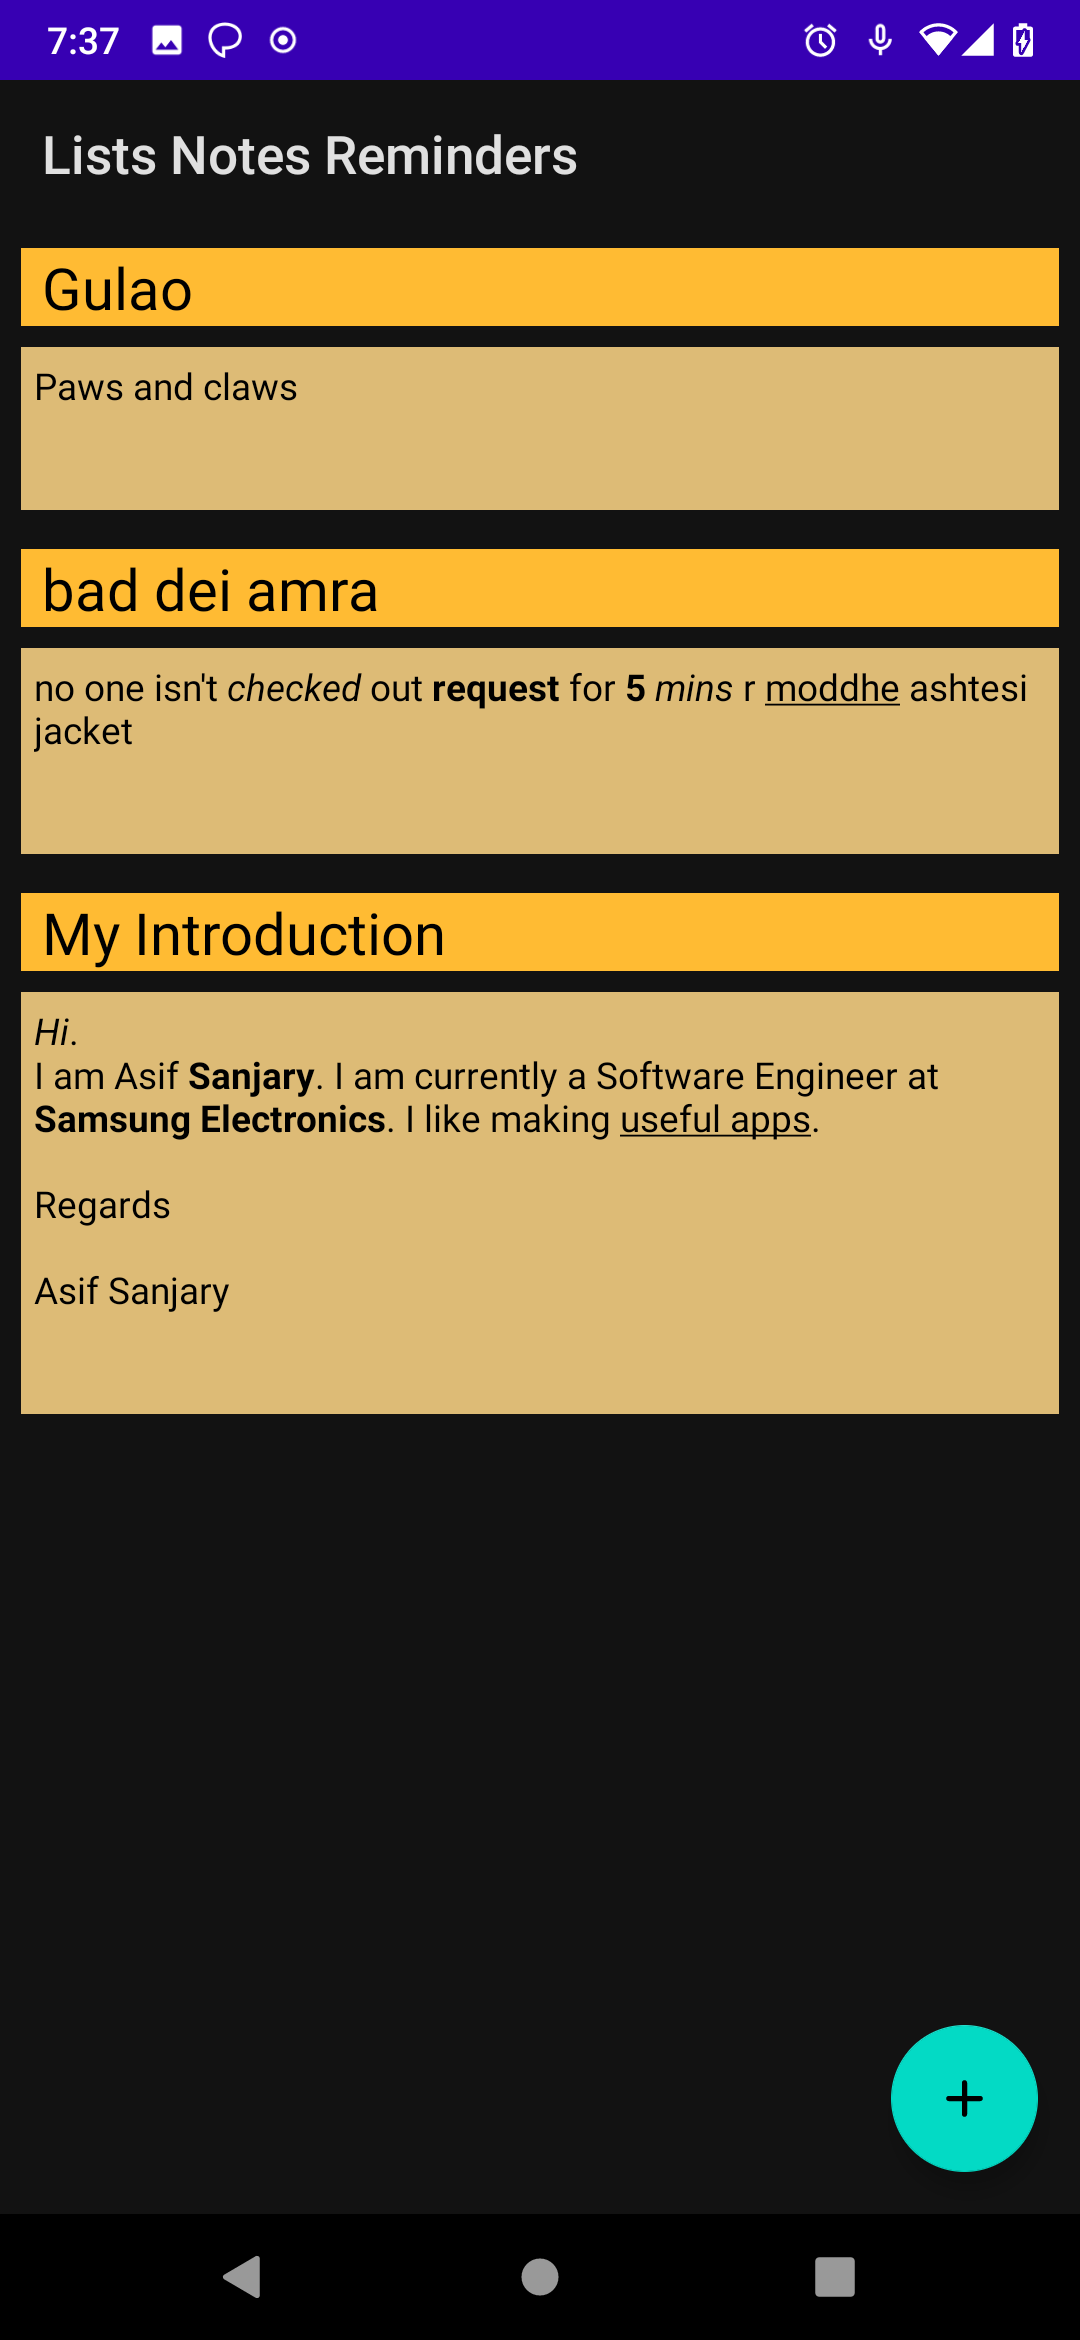 7:37
Lists Notes Reminders
Gulao
Paws and claws
bad dei amra
no one isn't checked out request for 5 mins r moddhe ashtesi
jacket
My Introduction
Hi.
I am Asif Sanjary. I am currently a Software Engineer at
Samsung Electronics. I like making useful apps.
Regards
Asif Sanjary